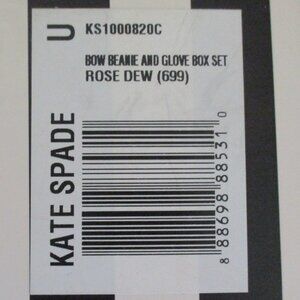 U KS1000820C
BOW BEANIE AND GLOVE BOX SET
ROSE DEW (699)
KATE SPADE
8 88698 88531 0